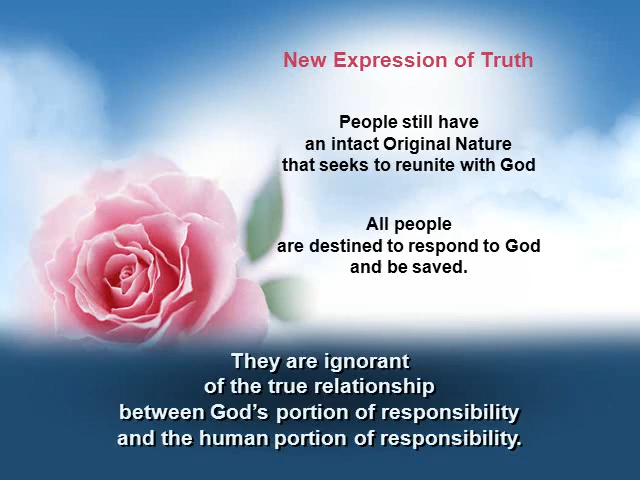 New Expression of Truth
People still have
an intact Original Nature
that seeks to reunite with God
All people
are destined to respond to God
and be saved.
They are ignorant
of the true relationship
between God’s portion of responsibility
and the human portion of responsibility.